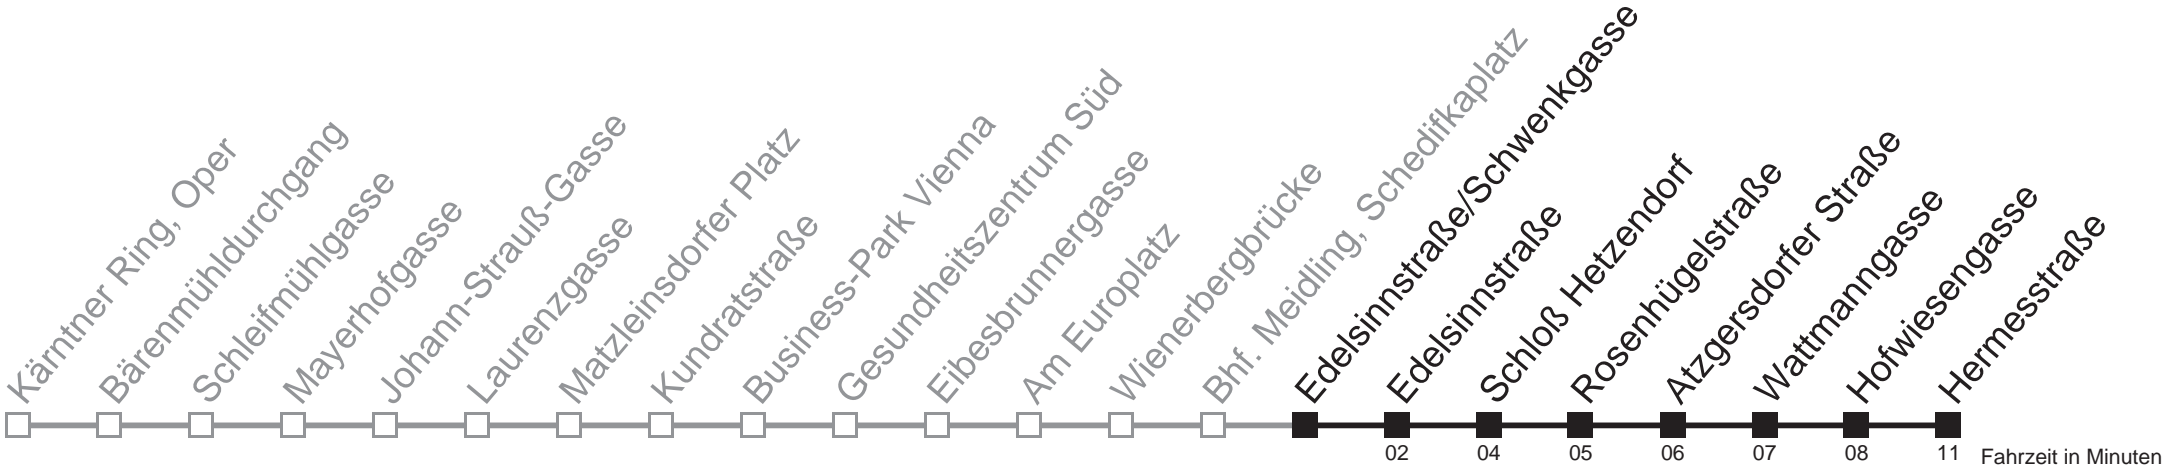 Kärntner Ring, Oper
Bärenmühldurchgang
Schleifmühlgasse
Mayerhofgasse
Johann-Strauß-Gasse
Laurenzgasse
Matzleinsdorfer Platz
Kundratstraße
Business-Park Vienna
Gesundheitszentrum Süd
Eibesbrunnergasse
Am Europlatz
Wienerbergbrücke
Bhf. Meidling, Schedifkaplatz
Edelsinnstraße/Schwenkgasse
Edelsinnstraße
Schloß Hetzendorf
Rosenhügelstraße
Atzgersdorfer Straße
Wattmanngasse
Hofwiesengasse
Hermesstraße
02 04 05 06 07 08 11 Fahrzeit in Minuten